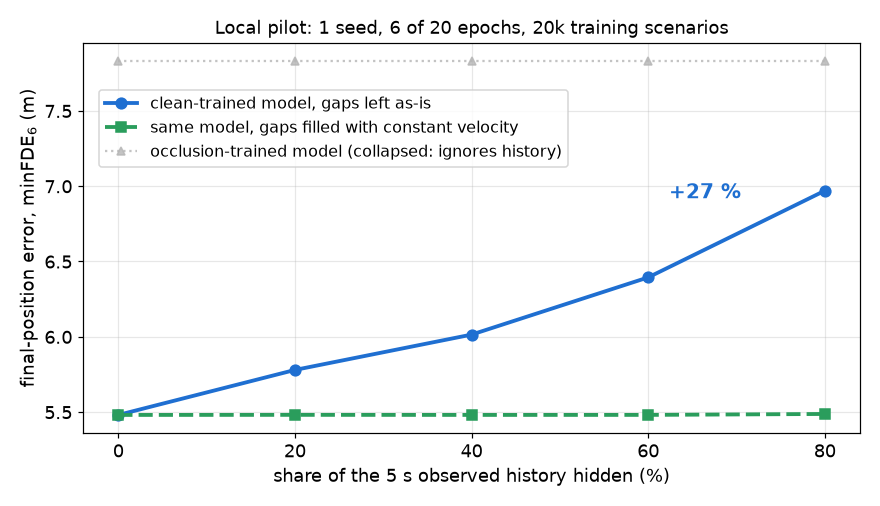 Local pilot: 1 seed, 6 of 20 epochs, 20k training scenarios
final-position error, minFDE₆ (m)
7.5
7.0
6.5
6.0
5.5
clean-trained model, gaps left as-is
same model, gaps filled with constant velocity
occlusion-trained model (collapsed: ignores history)
+27 %
0
20
40
60
80
share of the 5 s observed history hidden (%)